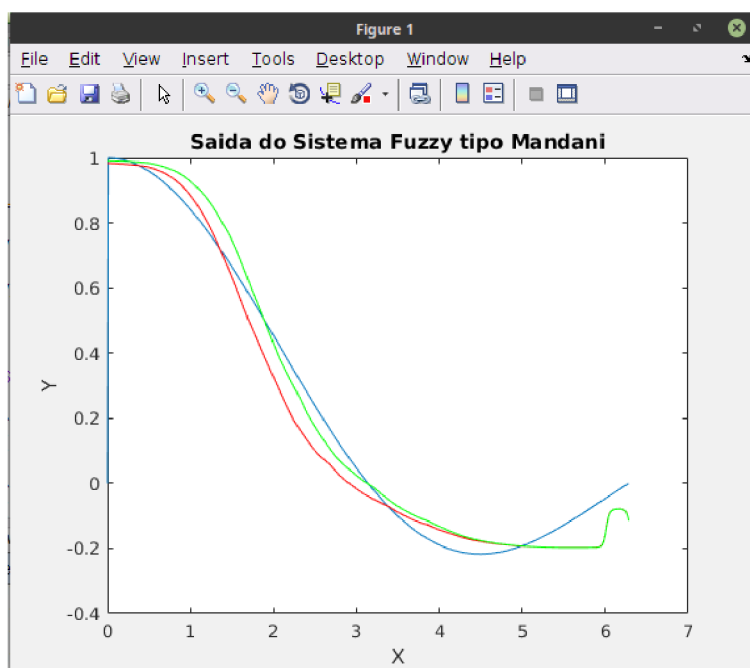 Figure 1
File Edit View Insert Tools Desktop Window Help
Saida do Sistema Fuzzy tipo Mandani
1
0.8
0.6
0.4
0.2
0
-0.2
-0.4
Y
0 1 2 3 4 5 6 7
X